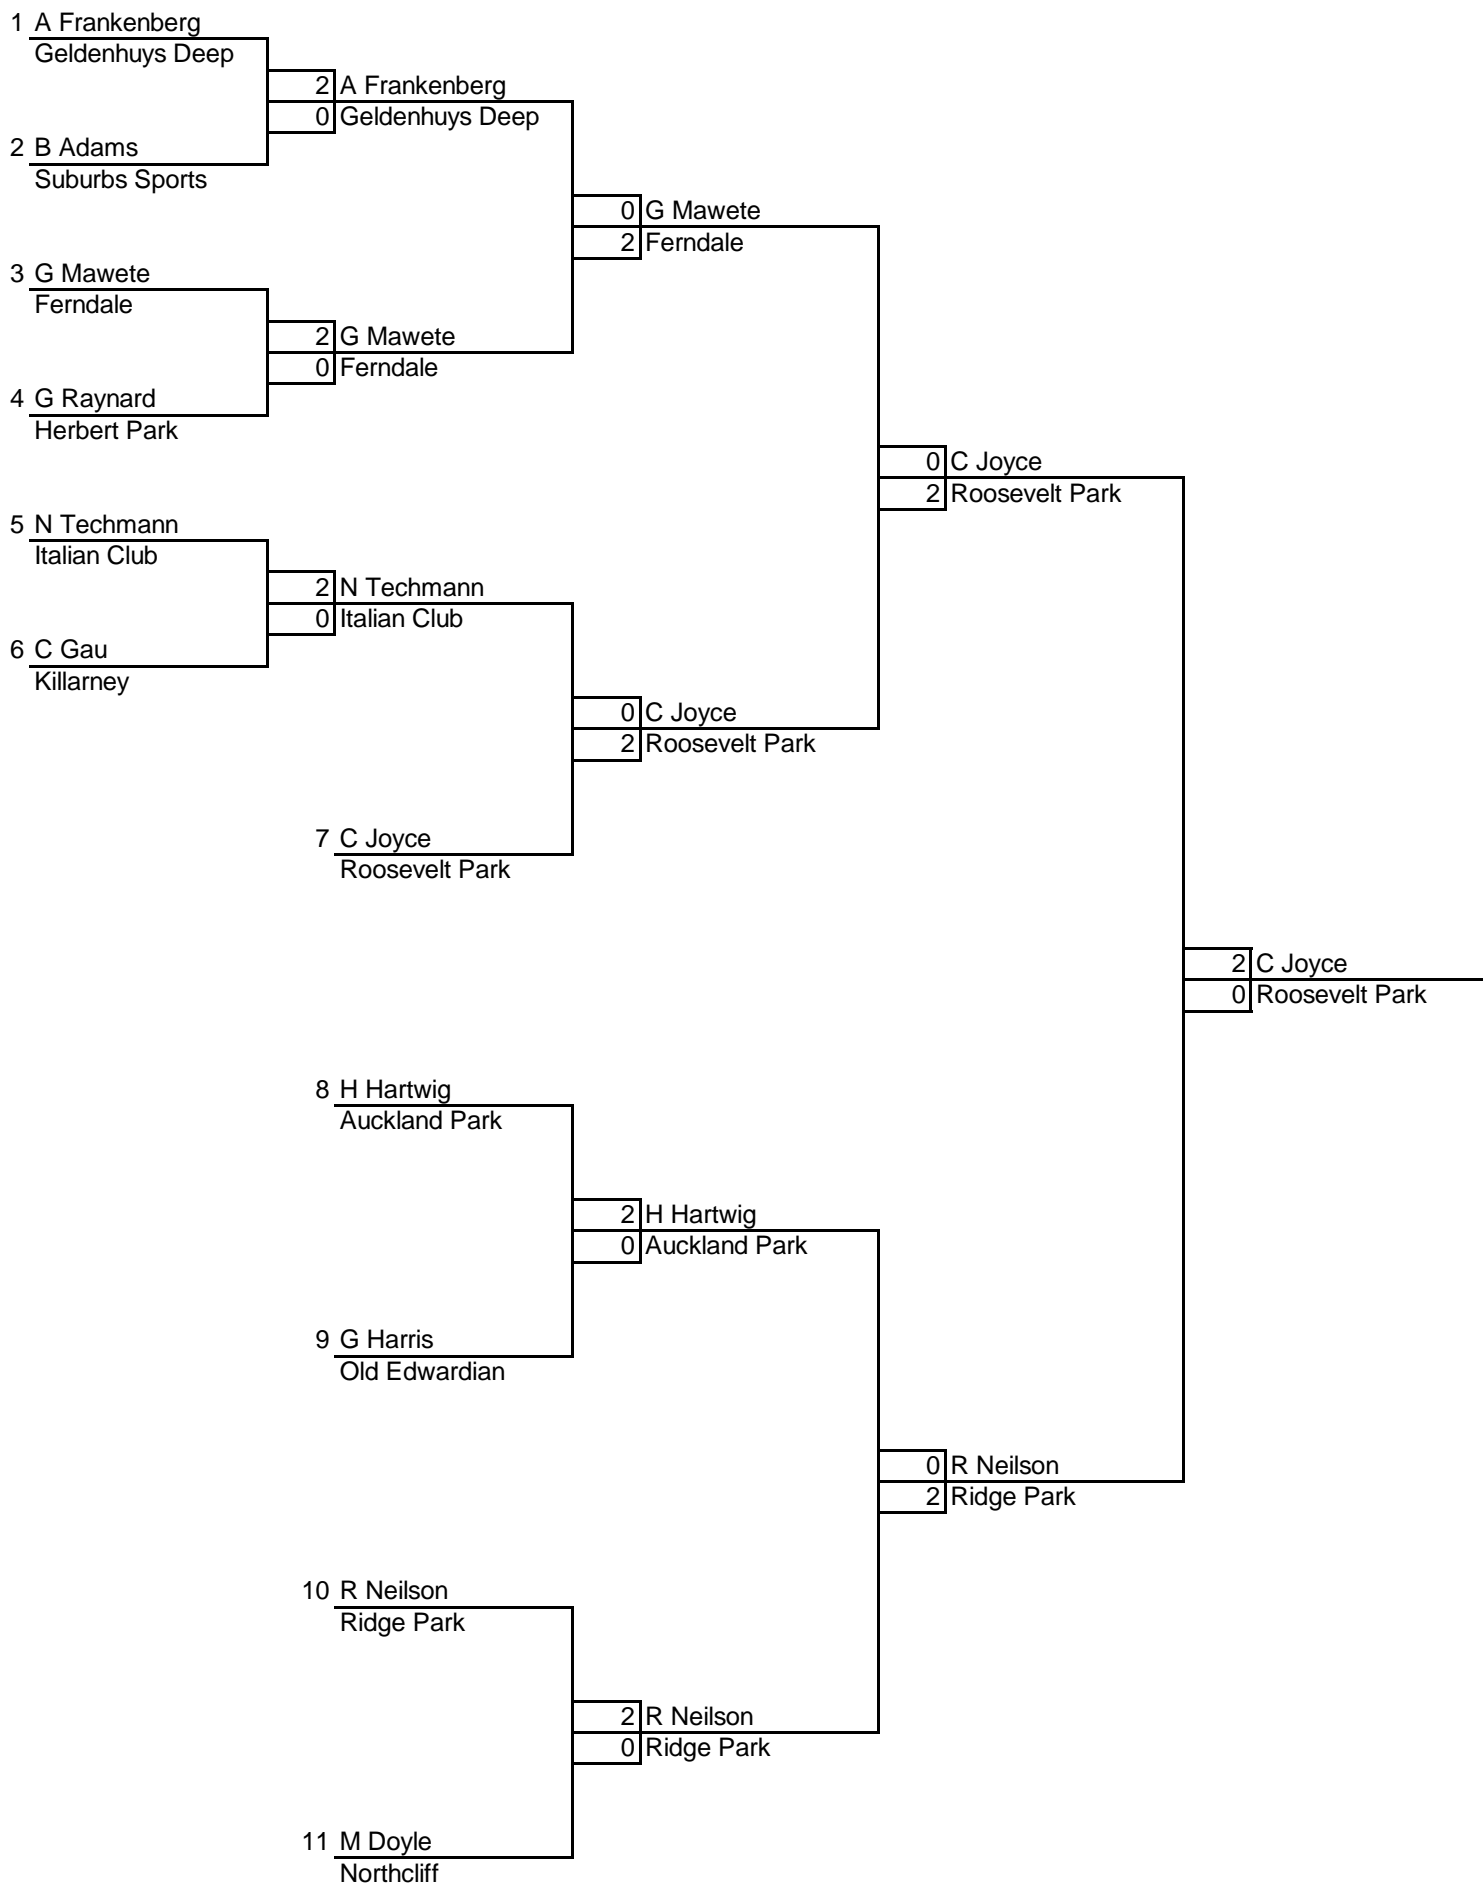 1 A Frankenberg
Geldenhuys Deep
2 A Frankenberg
0 Geldenhuys Deep
2 B Adams
Suburbs Sports
0 G Mawete
2 Ferndale
3 G Mawete
Ferndale
2 G Mawete
0 Ferndale
4 G Raynard
Herbert Park
0 C Joyce
2 Roosevelt Park
5 N Techmann
Italian Club
2 N Techmann
0 Italian Club
6 C Gau
Killarney
0 C Joyce
2 Roosevelt Park
7 C Joyce
Roosevelt Park
2 C Joyce
0 Roosevelt Park
8 H Hartwig
Auckland Park
2 H Hartwig
0 Auckland Park
9 G Harris
Old Edwardian
0 R Neilson
2 Ridge Park
10 R Neilson
Ridge Park
2 R Neilson
0 Ridge Park
11 M Doyle
Northcliff